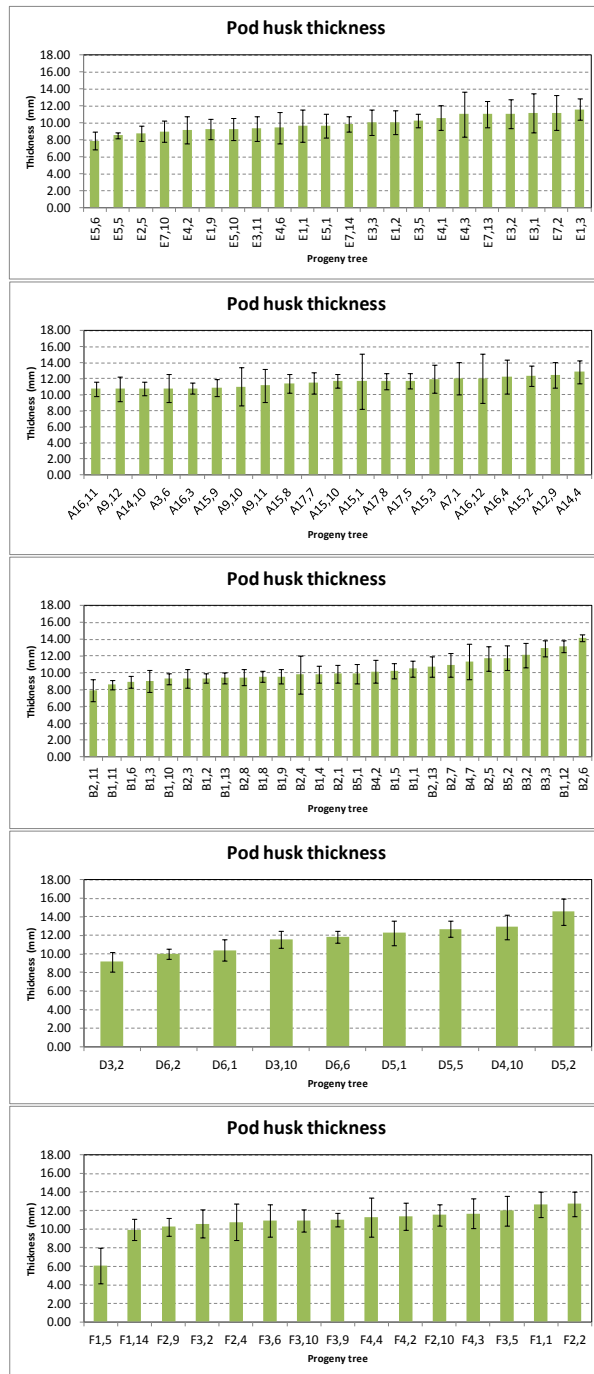 Pod husk thickness
Thickness (mm)
18.00
16.00
14.00
12.00
10.00
8.00
6.00
4.00
2.00
0.00
E5,6 E5,5 E2,5 E7,10 E4,2 E1,9 E5,10 E3,11 E4,6 E1,1 E5,1 E7,14 E3,3 E1,2 E3,5 E4,1 E4,3 E7,13 E3,2 E3,1 E7,2 E1,3
Progeny tree
Pod husk thickness
Thickness (mm)
18.00
16.00
14.00
12.00
10.00
8.00
6.00
4.00
2.00
0.00
A16,11 A9,12 A14,10 A3,6 A16,3 A15,9 A9,10 A9,11 A15,8 A17,7 A15,10 A15,1 A17,8 A17,5 A15,3 A7,1 A16,12 A16,4 A15,2 A12,9 A14,4
Progeny tree
Pod husk thickness
Thickness (mm)
18.00
16.00
14.00
12.00
10.00
8.00
6.00
4.00
2.00
0.00
B2,11 B1,11 B1,6 B1,3 B1,10 B2,3 B1,2 B1,13 B2,8 B1,8 B1,9 B2,4 B1,4 B2,1 B5,1 B4,2 B1,5 B1,1 B2,13 B2,7 B4,7 B2,5 B5,2 B3,2 B3,3 B1,12 B2,6
Progeny tree
Pod husk thickness
Thickness (mm)
18.00
16.00
14.00
12.00
10.00
8.00
6.00
4.00
2.00
0.00
D3,2 D6,2 D6,1 D3,10 D6,6 D5,1 D5,5 D4,10 D5,2
Progeny tree
Pod husk thickness
Thickness (mm)
18.00
16.00
14.00
12.00
10.00
8.00
6.00
4.00
2.00
0.00
F1,5 F1,14 F2,9 F3,2 F2,4 F3,6 F3,10 F3,9 F4,4 F4,2 F2,10 F4,3 F3,5 F1,1 F2,2
Progeny tree